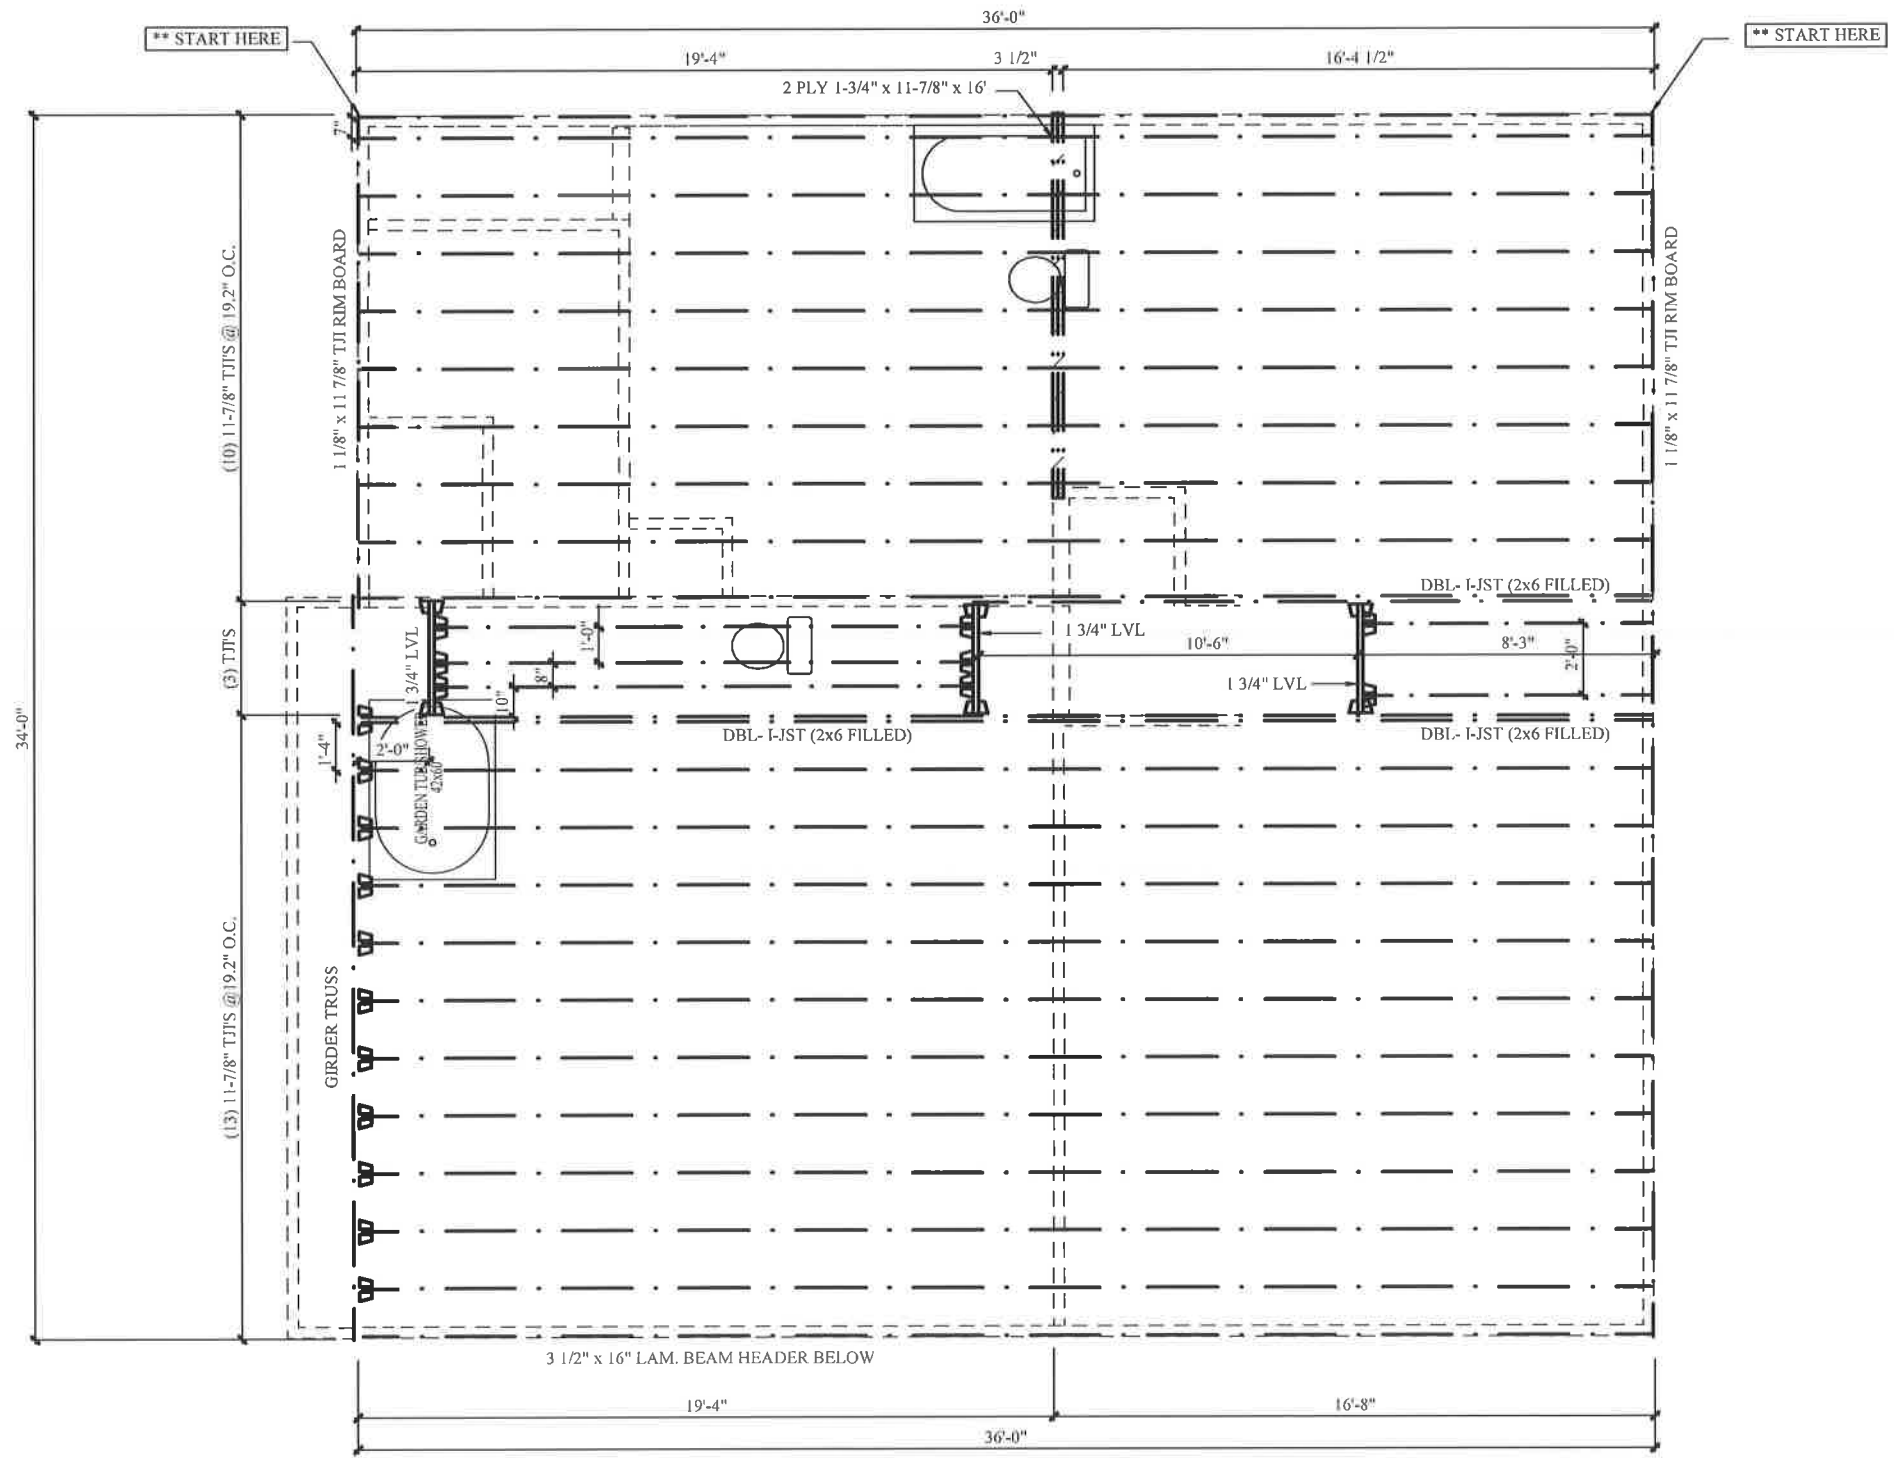 36'-0"
** START HERE
** START HERE
19'-4"
3 1/2"
16'-4 1/2"
2 PLY 1-3/4" x 11-7/8" x 16'
7"
(10) 11-7/8" TJI'S @ 19.2" O.C.
1 1/8" x 11 7/8" TJI RIM BOARD
1 1/8" x 11 7/8" TJI RIM BOARD
DBL- I-JST (2x6 FILLED)
(3) TJI'S
1 3/4" LVL
1'-0"
8"
10"
1 3/4" LVL
10'-6"
8'-3"
2'-0"
1 3/4" LVL
34'-0"
DBL- I-JST (2x6 FILLED)
DBL- I-JST (2x6 FILLED)
1'-4"
2'-0"
GARDEN TUB/SHOWER
42x60
(13) 11-7/8" TJI'S @19.2" O.C.
GIRDER TRUSS
3 1/2" x 16" LAM. BEAM HEADER BELOW
19'-4"
16'-8"
36'-0"